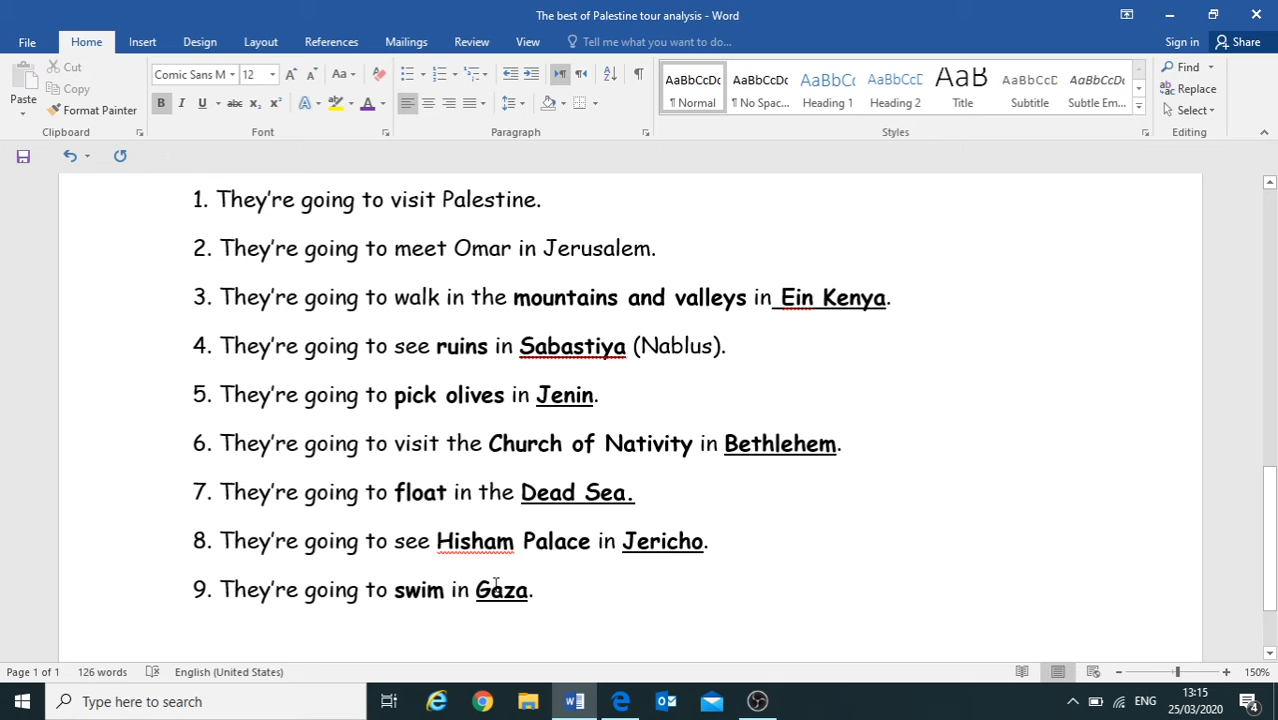 The best of Palestine tour analysis - Word
File Home Insert Design Layout References Mailings Review View Tell me what you want to do... Sign in Share
Paste Cut Copy Format Painter
Comic Sans M 12 Aa
B I U abc x₂ x² A A
AaBbCcDc AaBbCcDc AaBbCc AaBbCcD AaB AaBbCcD AaBbCcD
¶ Normal ¶ No Spac... Heading 1 Heading 2 Title Subtitle Subtle Em...
Find Replace Select
Clipboard Font Paragraph Styles Editing
1. They're going to visit Palestine.
2. They're going to meet Omar in Jerusalem.
3. They're going to walk in the mountains and valleys in Ein Kenya.
4. They're going to see ruins in Sabastiya (Nablus).
5. They're going to pick olives in Jenin.
6. They're going to visit the Church of Nativity in Bethlehem.
7. They're going to float in the Dead Sea.
8. They're going to see Hisham Palace in Jericho.
9. They're going to swim in Gaza.
Page 1 of 1 126 words English (United States) 150%
Type here to search ENG 13:15
25/03/2020 4